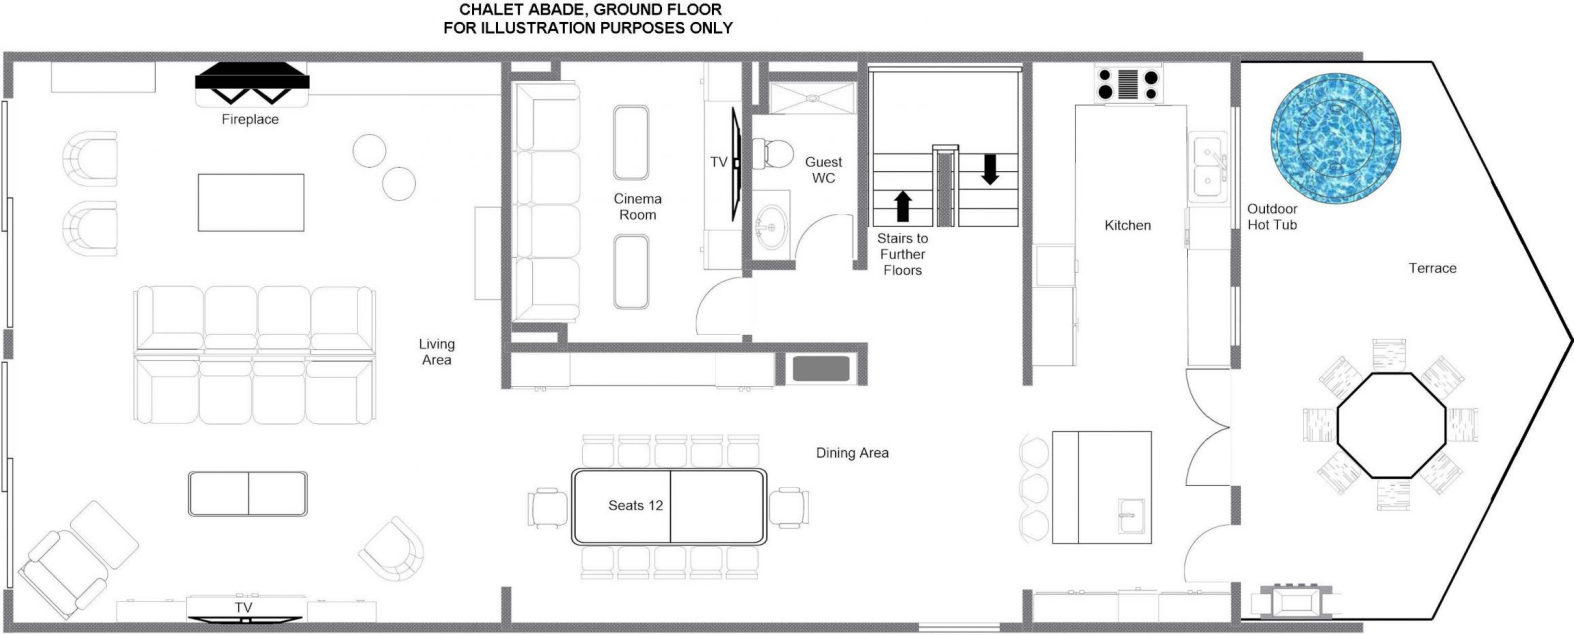 CHALET ABADE, GROUND FLOOR
FOR ILLUSTRATION PURPOSES ONLY
Fireplace
TV
Guest
WC
Cinema
Room
Stairs to
Further
Floors
Kitchen
Outdoor
Hot Tub
Terrace
Living
Area
Dining Area
Seats 12
TV